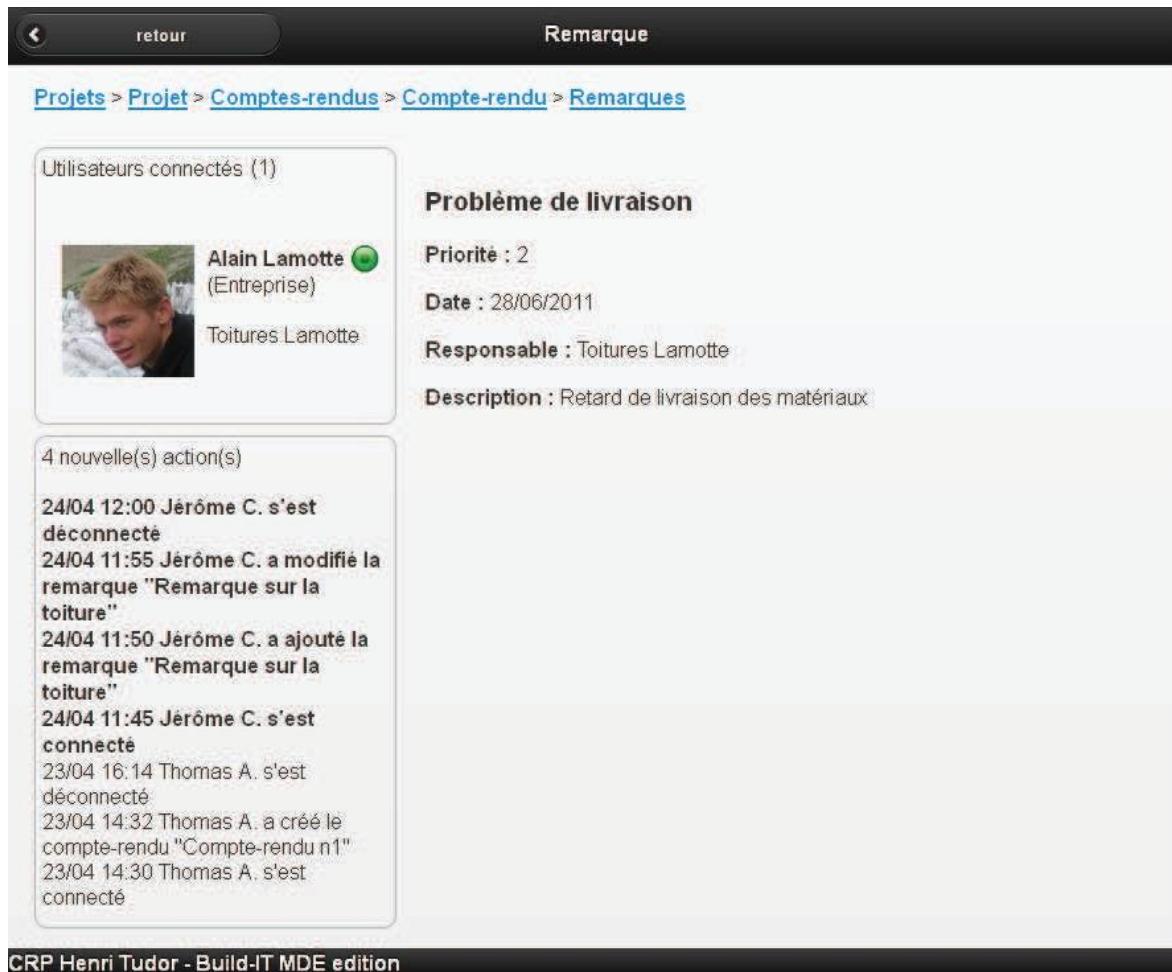 retour
Remarque
Projets > Projet > Comptes-rendus > Compte-rendu > Remarques
Utilisateurs connectés (1)
Alain Lamotte
(Entreprise)
Toitures Lamotte
4 nouvelle(s) action(s)
24/04 12:00 Jérôme C. s'est
déconnecté
24/04 11:55 Jérôme C. a modifié la
remarque "Remarque sur la
toiture"
24/04 11:50 Jérôme C. a ajouté la
remarque "Remarque sur la
toiture"
24/04 11:45 Jérôme C. s'est
connecté
23/04 16:14 Thomas A. s'est
déconnecté
23/04 14:32 Thomas A. a créé le
compte-rendu "Compte-rendu n1"
23/04 14:30 Thomas A. s'est
connecté
Problème de livraison
Priorité : 2
Date : 28/06/2011
Responsable : Toitures Lamotte
Description : Retard de livraison des matériaux
CRP Henri Tudor - Build-IT MDE edition